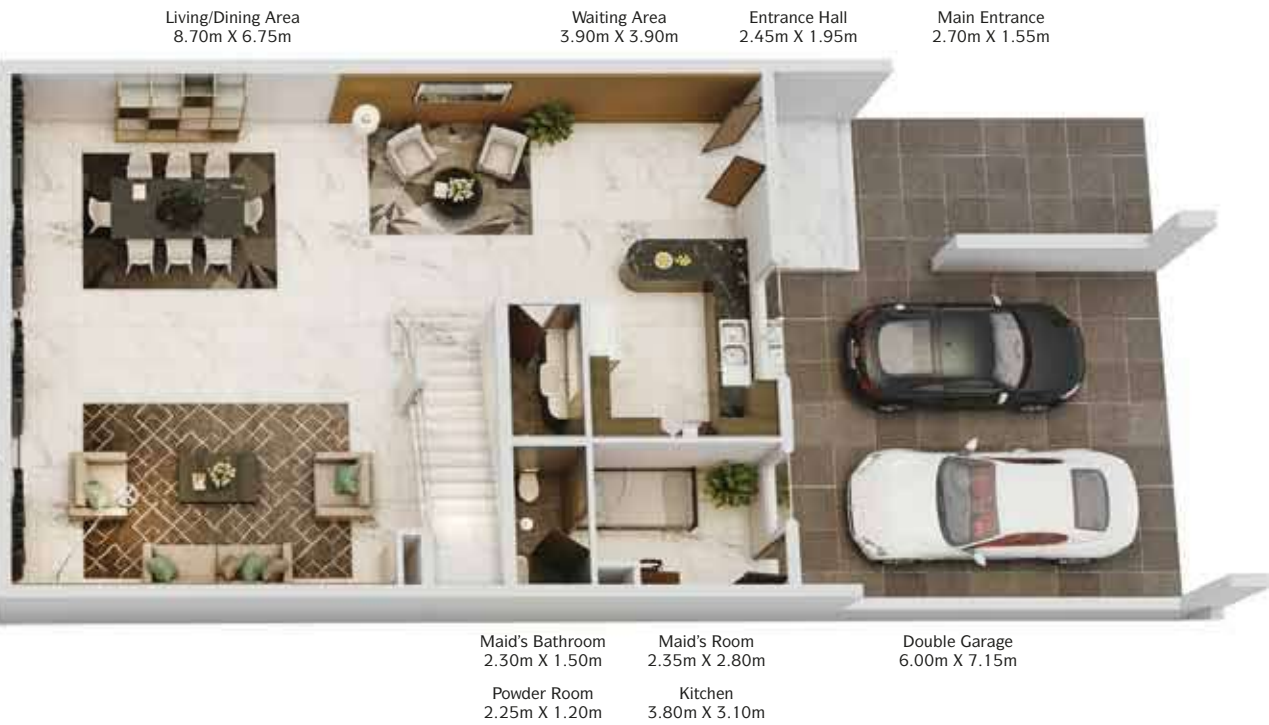 Living/Dining Area
8.70m X 6.75m
Waiting Area
3.90m X 3.90m
Entrance Hall
2.45m X 1.95m
Main Entrance
2.70m X 1.55m
Maid's Bathroom
2.30m X 1.50m
Maid's Room
2.35m X 2.80m
Double Garage
6.00m X 7.15m
Powder Room
2.25m X 1.20m
Kitchen
3.80m X 3.10m